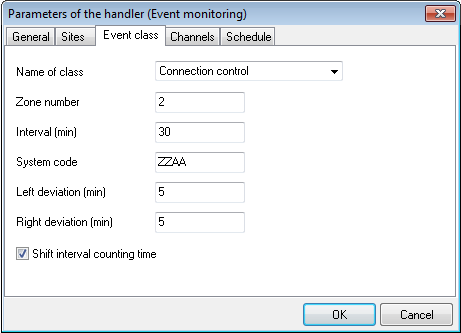 Parameters of the handler (Event monitoring)
General Sites Event class Channels Schedule
Name of class Connection control
Zone number 2
Interval (min) 30
System code ZZAA
Left deviation (min) 5
Right deviation (min) 5
Shift interval counting time
OK Cancel